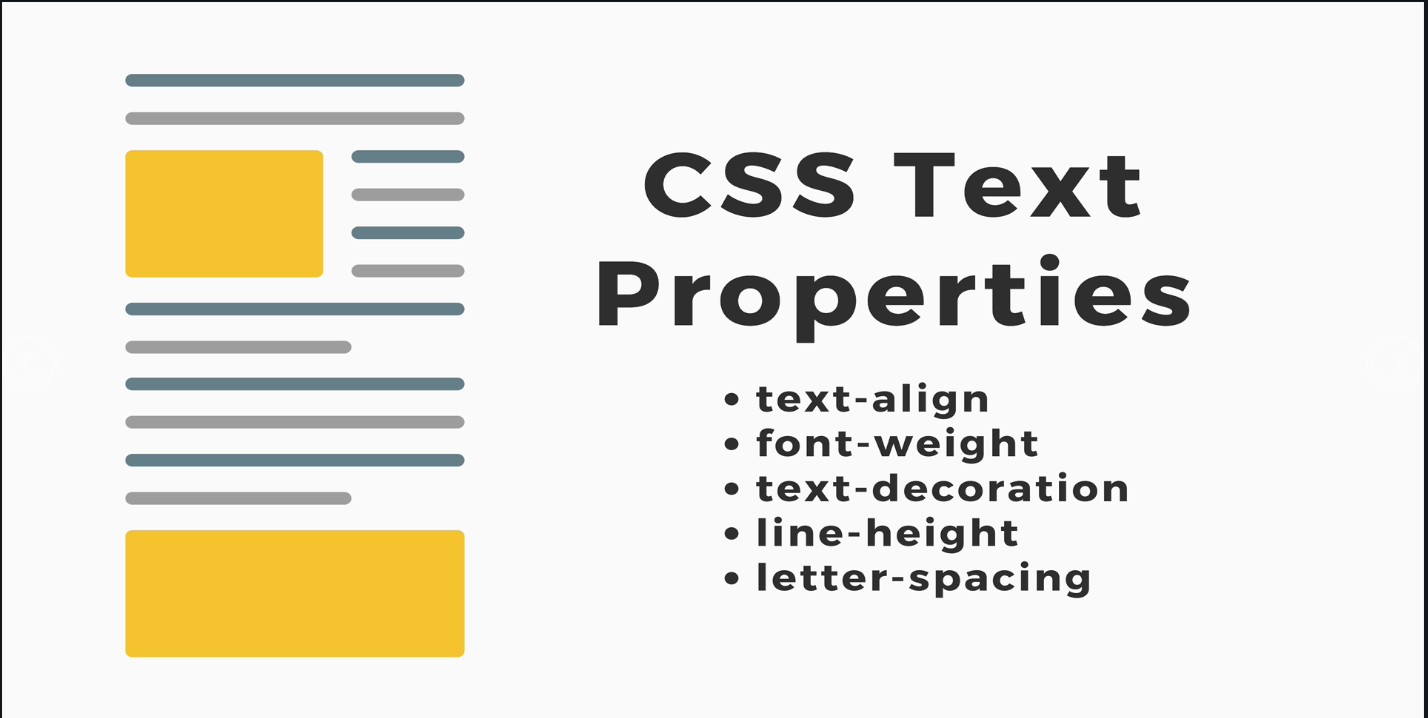 CSS Text
Properties
• text-align
• font-weight
• text-decoration
• line-height
• letter-spacing